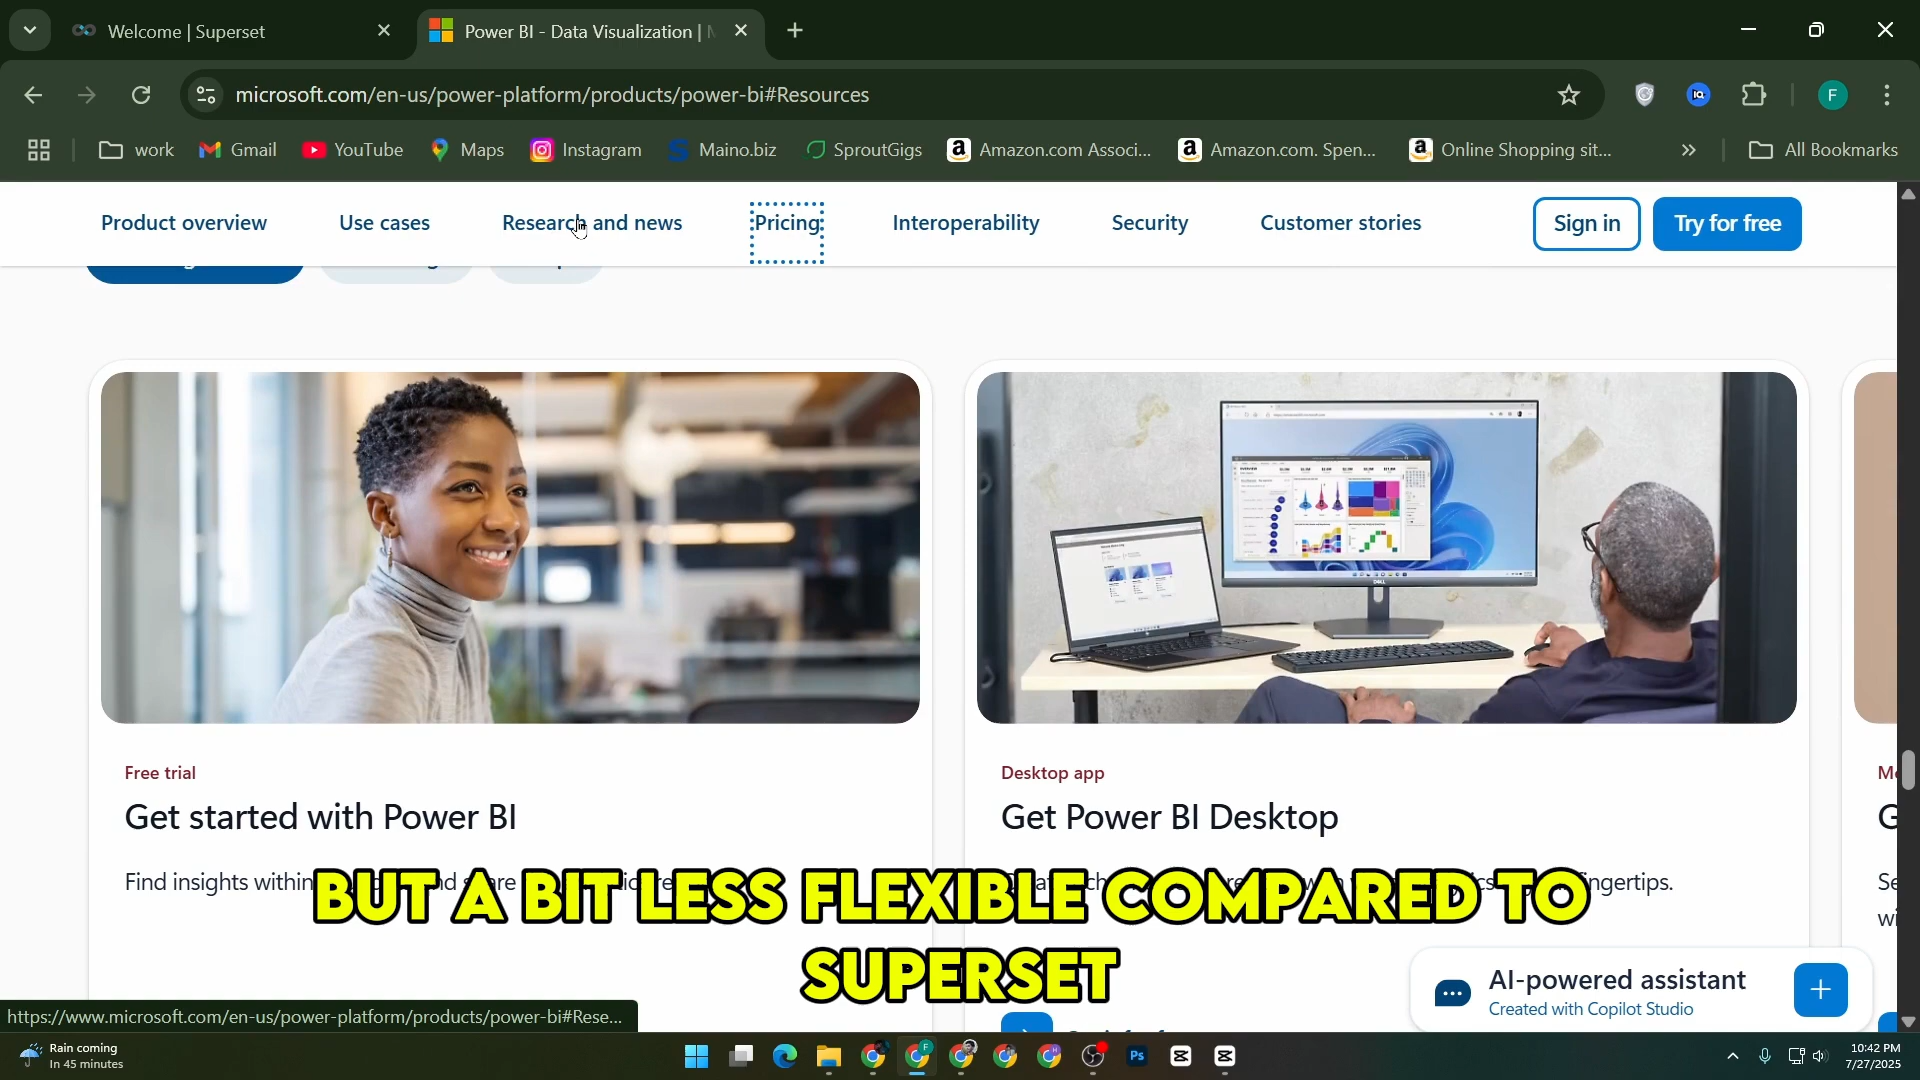 Welcome | Superset
Power BI - Data Visualization |
microsoft.com/en-us/power-platform/products/power-bi#Resources
F
work
Gmail
YouTube
Maps
Instagram
Maino.biz
SproutGigs
Amazon.com Associ...
Amazon.com. Spen...
Online Shopping sit...
All Bookmarks
Product overview
Use cases
Research and news
Pricing
Interoperability
Security
Customer stories
Sign in
Try for free
Free trial
Get started with Power BI
Find insights within
Desktop app
Get Power BI Desktop
fingertips.
BUT A BIT LESS FLEXIBLE COMPARED TO
SUPERSET
AI-powered assistant
Created with Copilot Studio
https://www.microsoft.com/en-us/power-platform/products/power-bi#Rese...
Rain coming
In 45 minutes
10:42 PM
7/27/2025